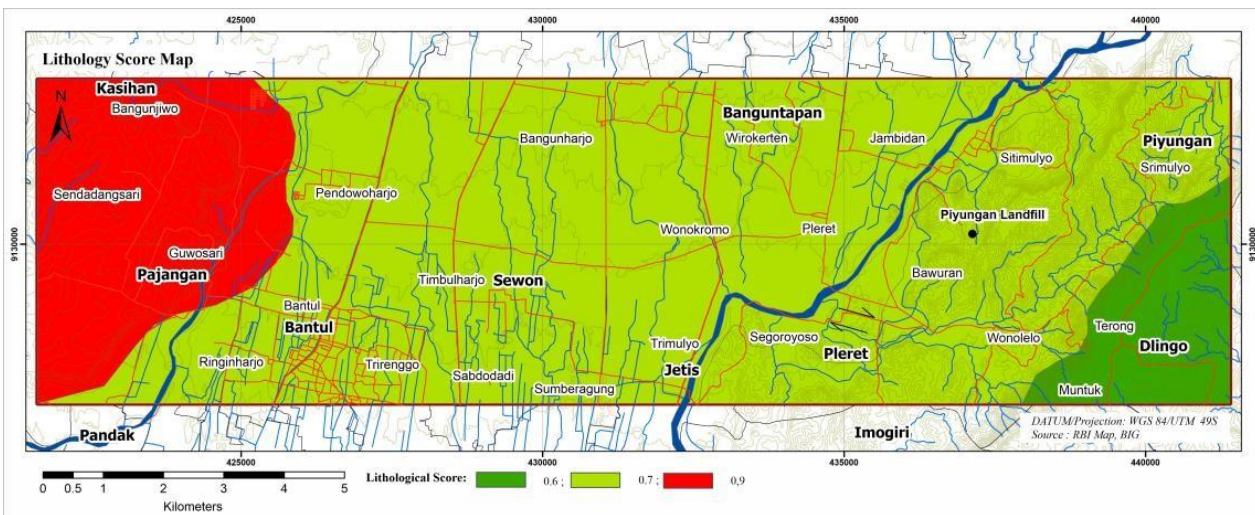 425000 430000 435000 440000
Lithology Score Map
Kasihan
Bangunjiwo
N
Banguntapan
Bangunharjo
Wirokerten
Jambidan
Piyungan
Sitimulyo
Srimulyo
Sendadangsari
Pendowoharjo
Piyungan Landfill
Wonokromo
Pleret
9130000
9130000
Guwosari
Pajangan
Timbulharjo
Sewon
Bawuran
Bantul
Bantul
Terong
Segoroyoso
Wonolelo
Dlingo
Trimulyo
Pleret
Ringinharjo
Trirenggo
Sabdodadi
Jetis
Sumberagung
Muntuk
Pandak
Imogiri
DATUM/Projection: WGS 84/UTM 49S
Source : RBI Map, BIG
425000 430000 435000 440000
0 0.5 1 2 3 4 5
Kilometers
Lithological Score: 0.6 ; 0.7 ; 0,9